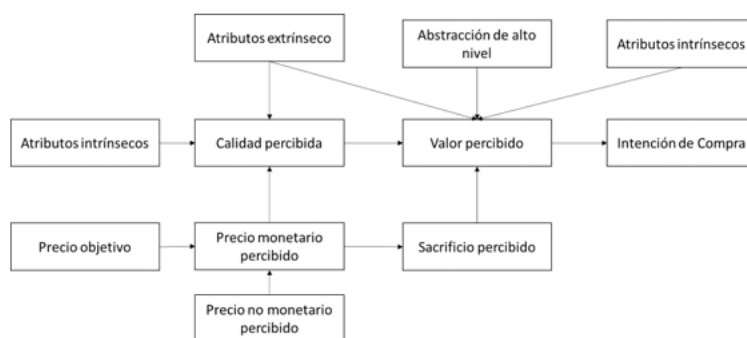 Atributos extrínseco
Abstracción de alto
nivel
Atributos intrínsecos
Atributos intrínsecos
Calidad percibida
Valor percibido
Intención de Compra
Precio objetivo
Precio monetario
percibido
Sacrificio percibido
Precio no monetario
percibido